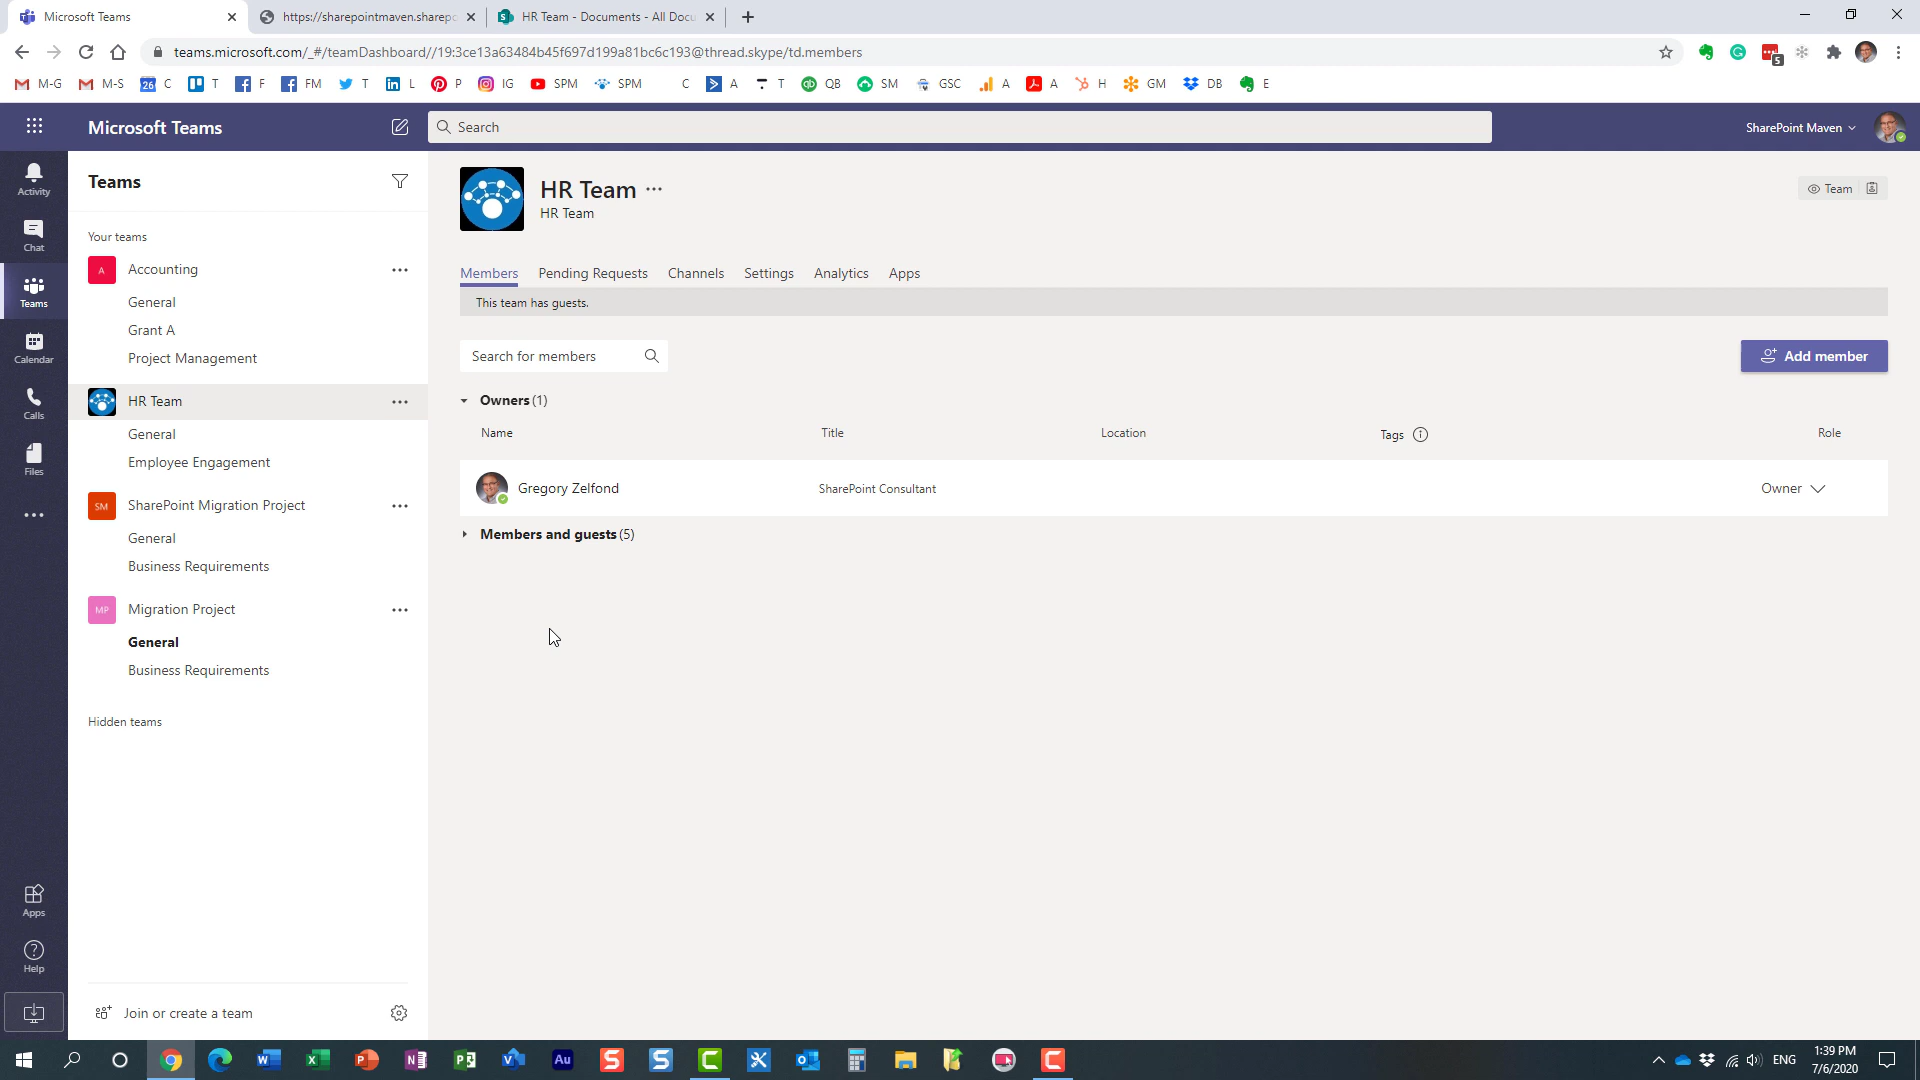 Microsoft Teams
https://sharepointmaven.sharepo
HR Team - Documents - All Docu
teams.microsoft.com/_#/teamDashboard//19:3ce13a63484b45f697d199a81bc6c193@thread.skype/td.members
5
M-G
M-S
26
C
T
F
FM
T
L
P
IG
SPM
SPM
C
A
T
QB
SM
GSC
A
A
H
GM
DB
E
Microsoft Teams
Search
SharePoint Maven
Activity
Chat
Teams
Calendar
Calls
Files
Apps
Help
Teams
Your teams
A
Accounting
General
Grant A
Project Management
HR Team
General
Employee Engagement
SM
SharePoint Migration Project
General
Business Requirements
MP
Migration Project
General
Business Requirements
Hidden teams
Join or create a team
HR Team
HR Team
Team
Members
Pending Requests
Channels
Settings
Analytics
Apps
This team has guests.
Search for members
Add member
Owners (1)
Name
Title
Location
Tags
Role
Gregory Zelfond
SharePoint Consultant
Owner
Members and guests (5)
ENG
1:39 PM
7/6/2020